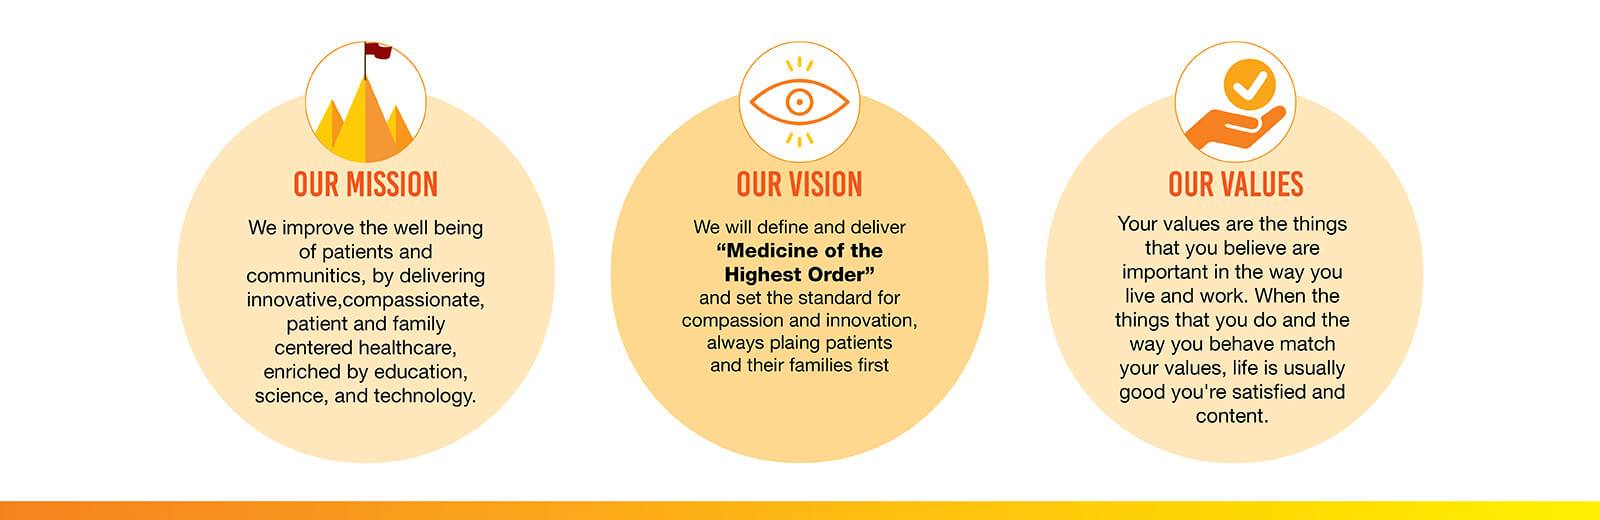 OUR MISSION
We improve the well being
of patients and
communitics, by delivering
innovative,compassionate,
patient and family
centered healthcare,
enriched by education,
science, and technology.
OUR VISION
We will define and deliver
“Medicine of the
Highest Order”
and set the standard for
compassion and innovation,
always plaing patients
and their families first
OUR VALUES
Your values are the things
that you believe are
important in the way you
live and work. When the
things that you do and the
way you behave match
your values, life is usually
good you're satisfied and
content.